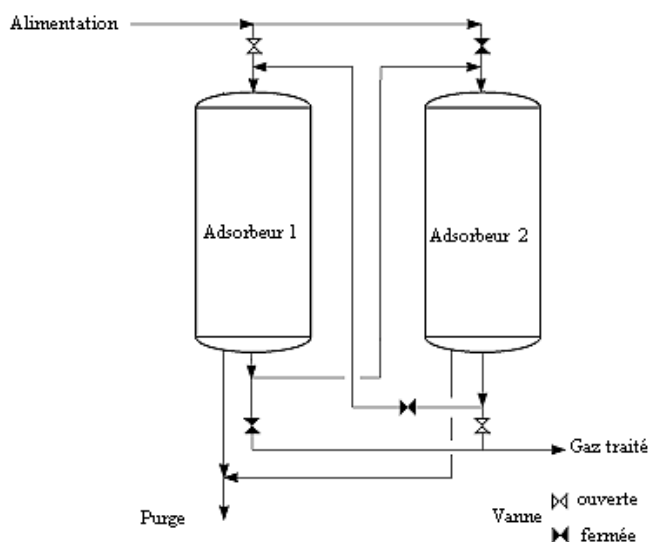 Alimentation
Adsorbeur 1
Adsorbeur 2
Gaz traité
Purge
Vanne
ouverte
fermée